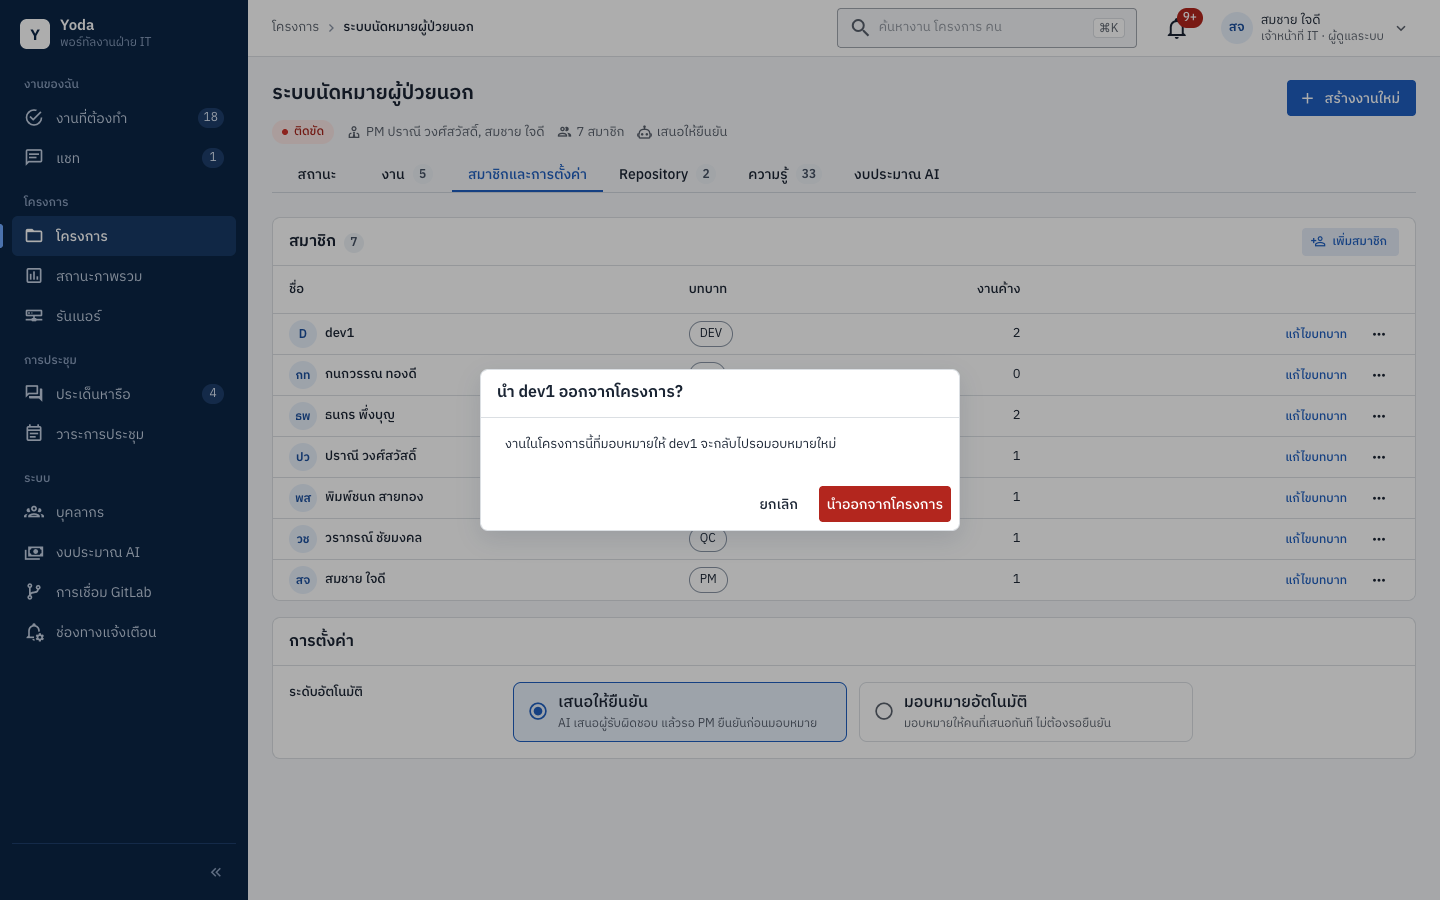 Y
Yoda
พอร์ทัลงานฝ่าย IT
งานของฉัน
งานที่ต้องทำ 18
แชท 1
โครงการ
โครงการ
สถานะภาพรวม
รันเนอร์
การประชุม
ประเด็นหารือ 4
วาระการประชุม
ระบบ
บุคลากร
งบประมาณ AI
การเชื่อม GitLab
ช่องทางแจ้งเตือน
โครงการ ระบบนัดหมายผู้ป่วยนอก
ค้นหางาน โครงการ คน ⌘K
9+
สจ
สมชาย ใจดี
เจ้าหน้าที่ IT · ผู้ดูแลระบบ
ระบบนัดหมายผู้ป่วยนอก
สร้างงานใหม่
ติดขัด PM ปราณี วงศ์สวัสดิ์, สมชาย ใจดี 7 สมาชิก เสนอให้ยืนยัน
สถานะ งาน 5 สมาชิกและการตั้งค่า Repository 2 ความรู้ 33 งบประมาณ AI
สมาชิก 7
เพิ่มสมาชิก
ชื่อ บทบาท งานค้าง
D dev1 DEV 2 แก้ไขบทบาท
กท กนกวรรณ ทองดี 0 แก้ไขบทบาท
ธพ ธนกร พึ่งบุญ 2 แก้ไขบทบาท
ปว ปราณี วงศ์สวัสดิ์ 1 แก้ไขบทบาท
พส พิมพ์ชนก สายทอง 1 แก้ไขบทบาท
วช วราภรณ์ ชัยมงคล QC 1 แก้ไขบทบาท
สจ สมชาย ใจดี PM 1 แก้ไขบทบาท
นำ dev1 ออกจากโครงการ?
งานในโครงการนี้ที่มอบหมายให้ dev1 จะกลับไปรอมอบหมายใหม่
ยกเลิก นำออกจากโครงการ
การตั้งค่า
ระดับอัตโนมัติ
เสนอให้ยืนยัน
AI เสนอผู้รับผิดชอบ แล้วรอ PM ยืนยันก่อนมอบหมาย
มอบหมายอัตโนมัติ
มอบหมายให้คนที่เสนอทันที ไม่ต้องรอยืนยัน